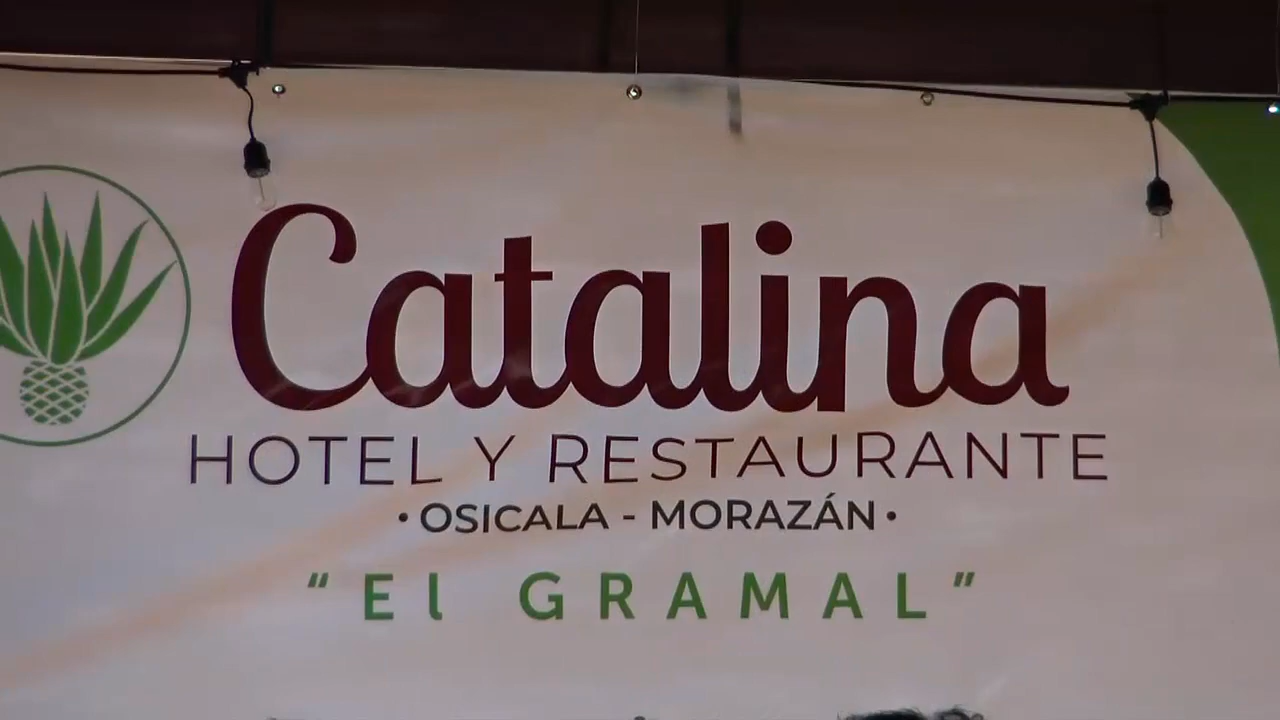 Catalina
HOTEL Y RESTAURANTE
• OSICALA - MORAZÁN •
“El GRAMAL”